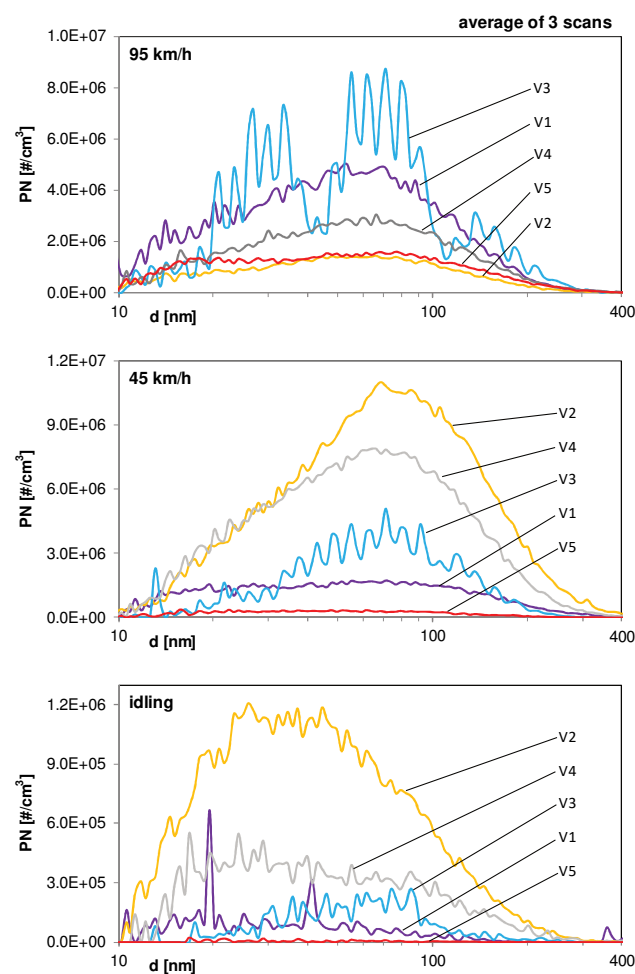 average of 3 scans
95 km/h
PN [#/cm³]
1.0E+07
8.0E+06
6.0E+06
4.0E+06
2.0E+06
0.0E+00
V3
V1
V4
V5
V2
10
d [nm]
100
400
45 km/h
PN [#/cm³]
1.2E+07
9.0E+06
6.0E+06
3.0E+06
0.0E+00
V2
V4
V3
V1
V5
10
d [nm]
100
400
idling
PN [#/cm³]
1.2E+06
9.0E+05
6.0E+05
3.0E+05
0.0E+00
V2
V4
V3
V1
V5
10
d [nm]
100
400